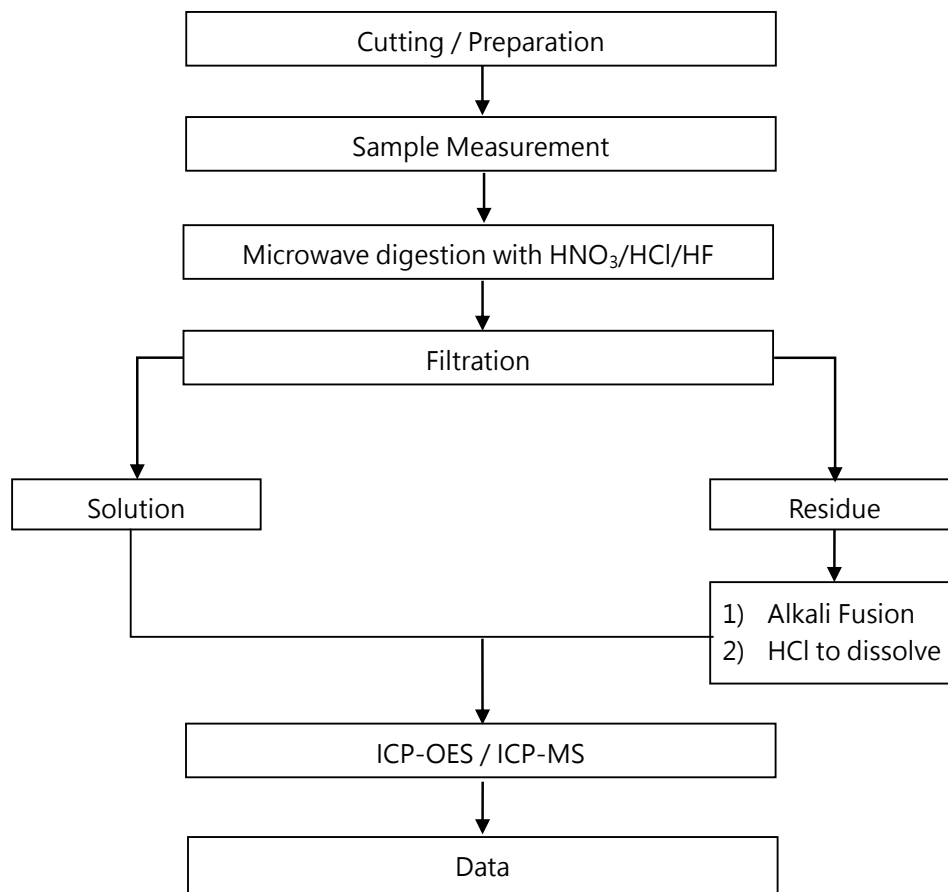 Cutting / Preparation
Sample Measurement
Microwave digestion with HNO₃/HCl/HF
Filtration
Solution
Residue
1) Alkali Fusion
2) HCl to dissolve
ICP-OES / ICP-MS
Data